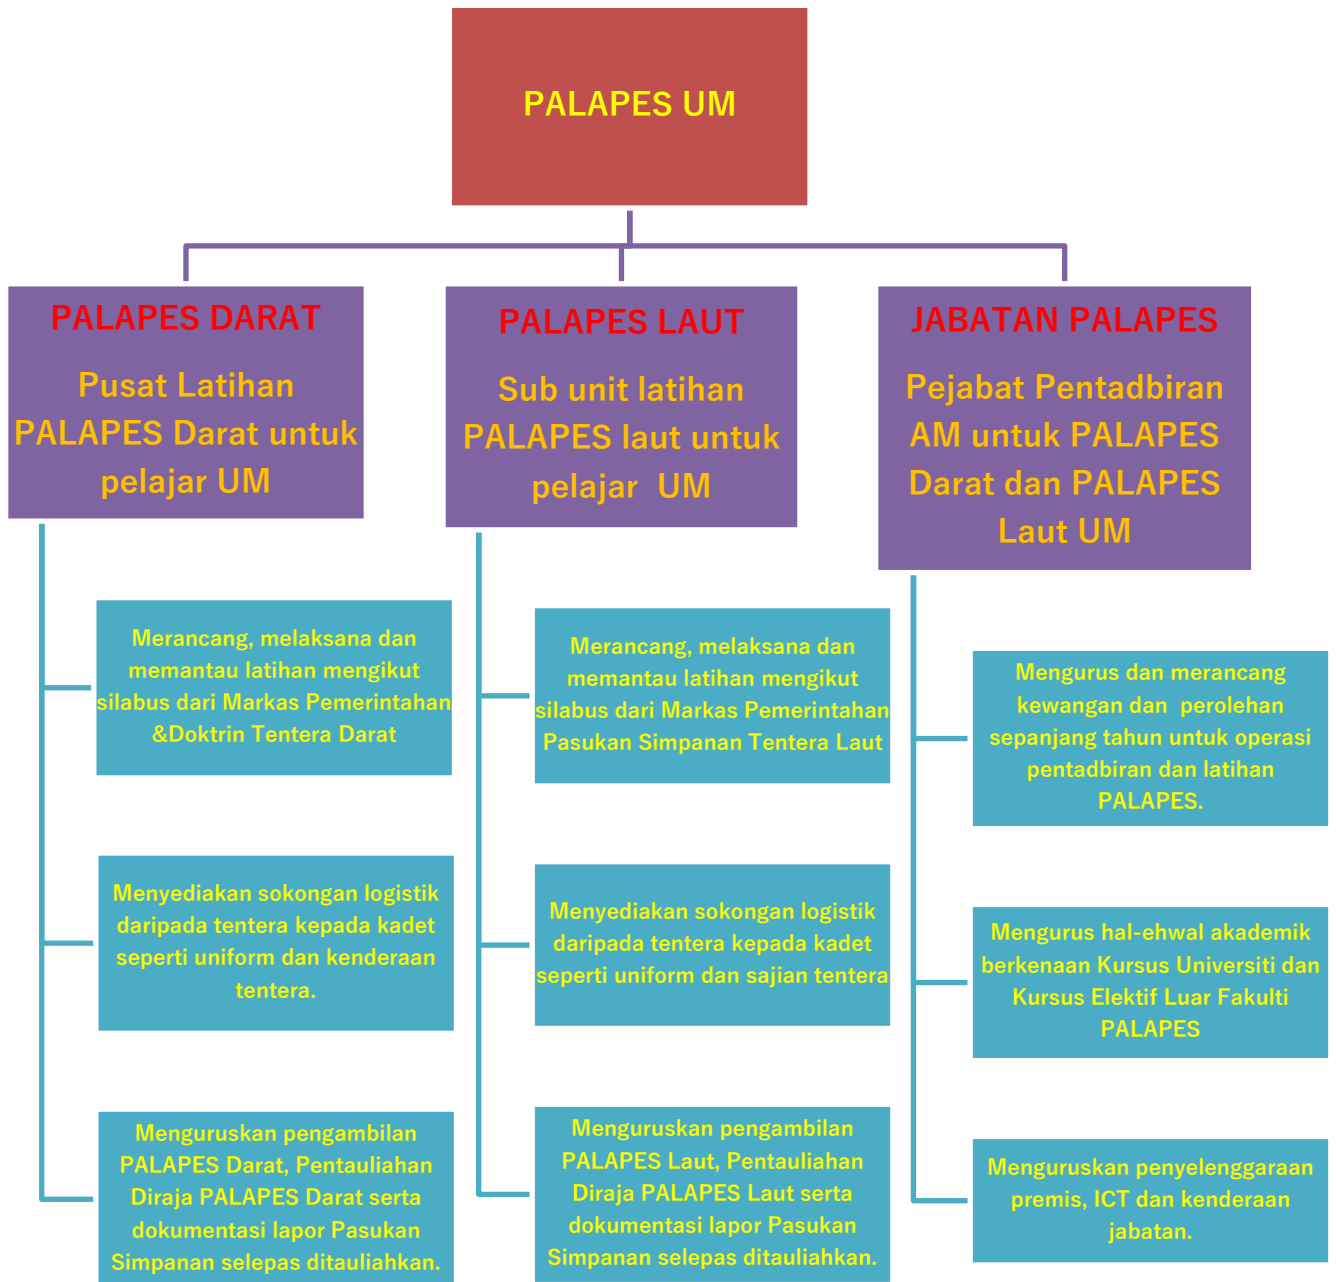 PALAPES UM
PALAPES DARAT
Pusat Latihan
PALAPES Darat untuk
pelajar UM
Merancang, melaksana dan
memantau latihan mengikut
silabus dari Markas Pemerintahan
&Doktrin Tentera Darat
Menyediakan sokongan logistik
daripada tentera kepada kadet
seperti uniform dan kenderaan
tentera.
Menguruskan pengambilan
PALAPES Darat, Pentauliahan
Diraja PALAPES Darat serta
dokumentasi lapor Pasukan
Simpanan selepas ditauliahkan.
PALAPES LAUT
Sub unit latihan
PALAPES laut untuk
pelajar  UM
Merancang, melaksana dan
memantau latihan mengikut
silabus dari Markas Pemerintahan
Pasukan Simpanan Tentera Laut
Menyediakan sokongan logistik
daripada tentera kepada kadet
seperti uniform dan sajian tentera
Menguruskan pengambilan
PALAPES Laut, Pentauliahan
Diraja PALAPES Laut serta
dokumentasi lapor Pasukan
Simpanan selepas ditauliahkan.
JABATAN PALAPES
Pejabat Pentadbiran
AM untuk PALAPES
Darat dan PALAPES
Laut UM
Mengurus dan merancang
kewangan dan  perolehan
sepanjang tahun untuk operasi
pentadbiran dan latihan
PALAPES.
Mengurus hal-ehwal akademik
berkenaan Kursus Universiti dan
Kursus Elektif Luar Fakulti
PALAPES
Menguruskan penyelenggaraan
premis, ICT dan kenderaan
jabatan.